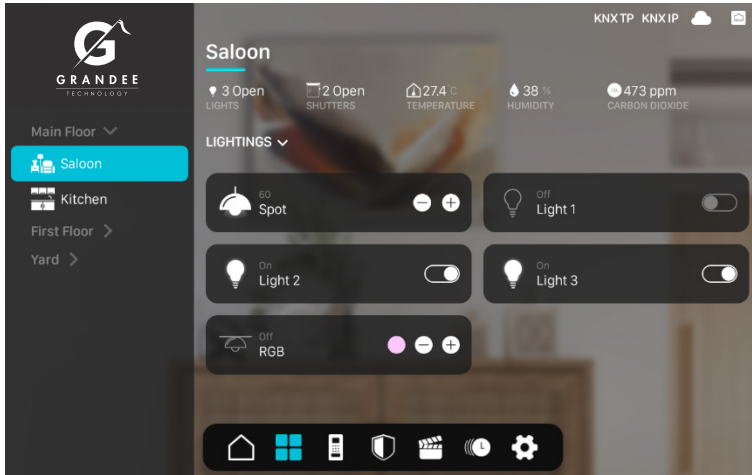 KNX TP KNX IP
GRANDEE
TECHNOLOGY
Main Floor
Saloon
Kitchen
First Floor
Yard
Saloon
3 Open
LIGHTS
2 Open
SHUTTERS
27.4 °C
TEMPERATURE
38 %
HUMIDITY
473 ppm
CARBON DIOXIDE
LIGHTINGS
60
Spot
Off
Light 1
On
Light 2
On
Light 3
Off
RGB